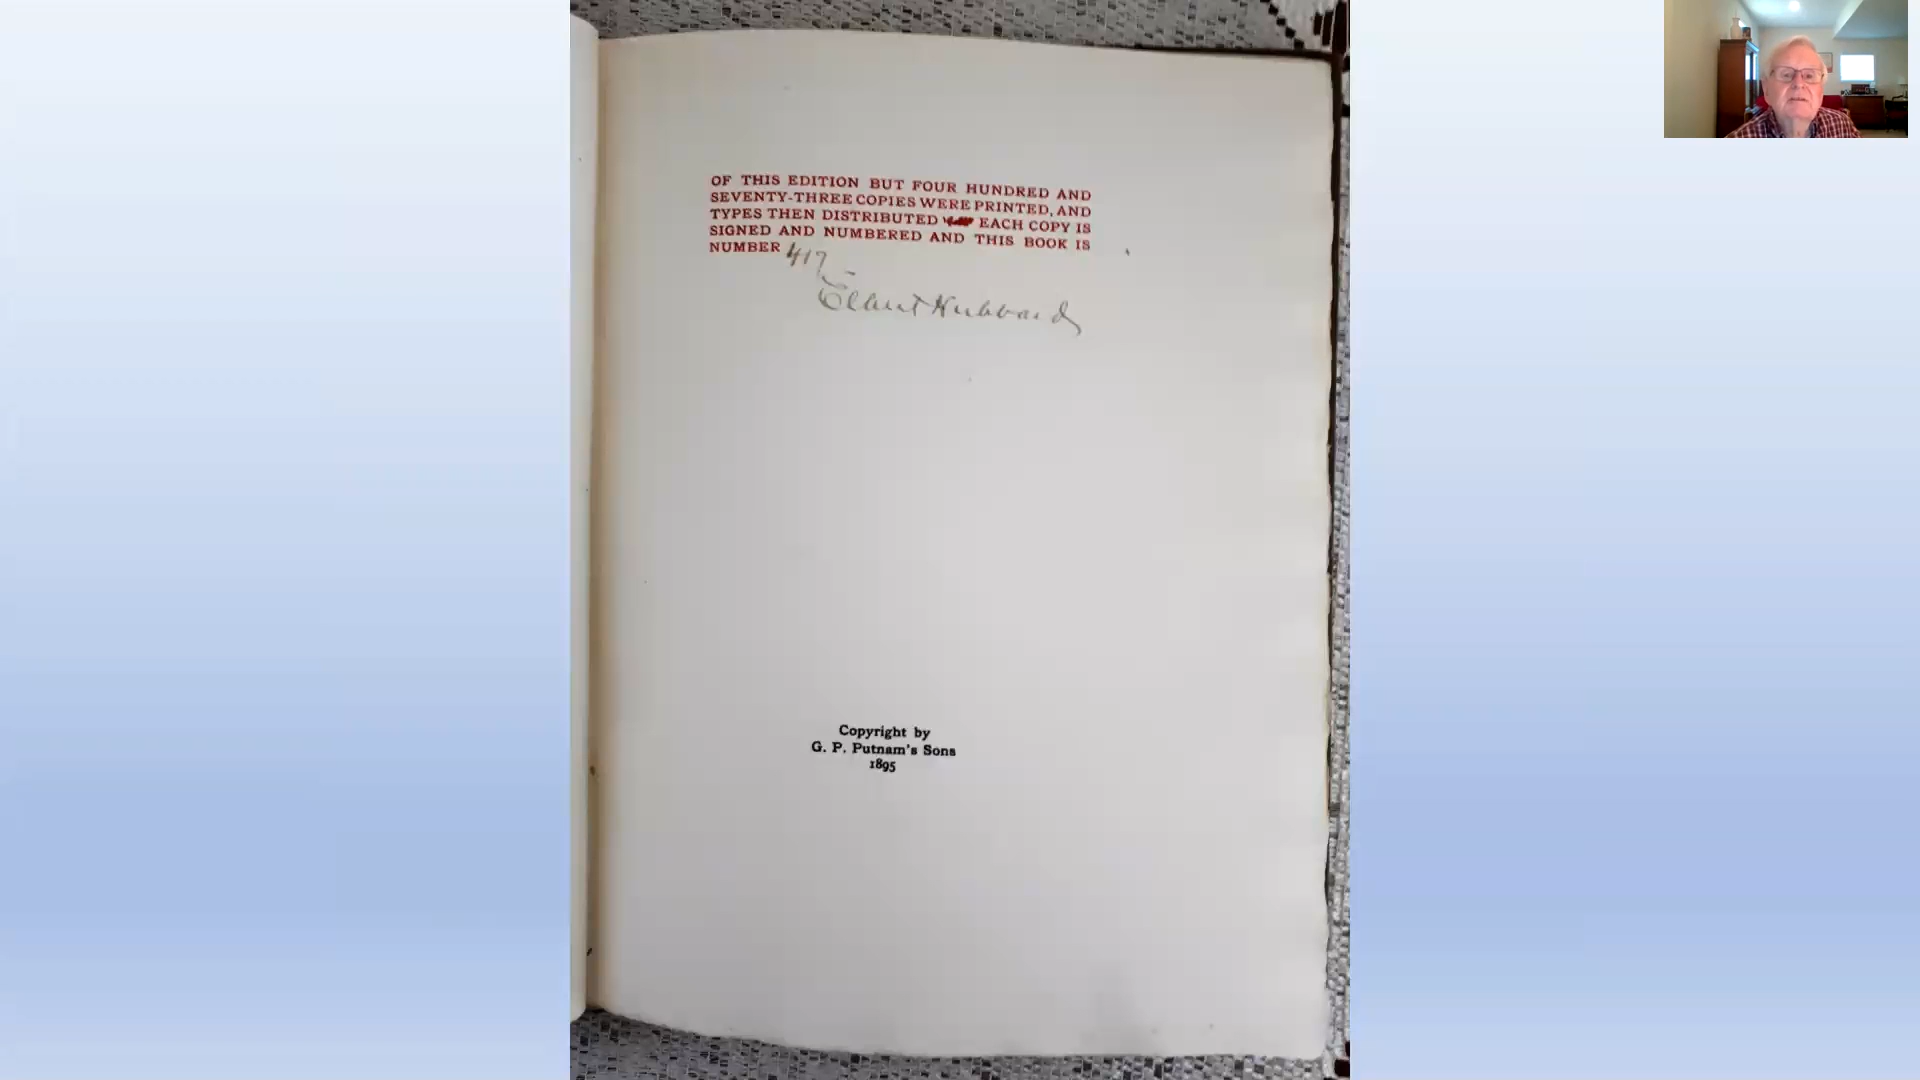 OF THIS EDITION BUT FOUR HUNDRED AND
SEVENTY-THREE COPIES WERE PRINTED, AND
TYPES THEN DISTRIBUTED EACH COPY IS
SIGNED AND NUMBERED AND THIS BOOK IS
NUMBER 417
Elbert Hubbard
Copyright by
G. P. Putnam's Sons
1895